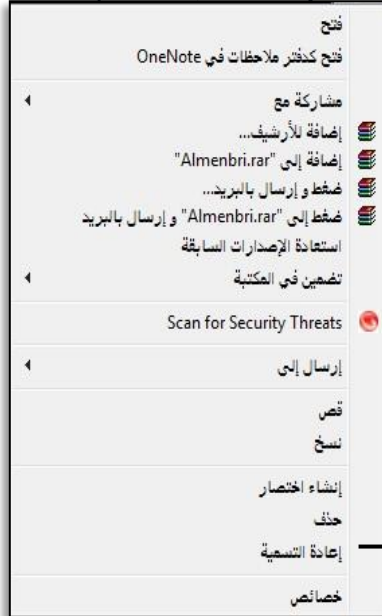 فتح
فتح كدفتر ملاحظات في OneNote
مشاركة مع
إضافة للأرشيف...
إضافة إلى "Almenbri.rar"
ضغط و إرسال بالبريد...
ضغط إلى "Almenbri.rar" و إرسال بالبريد
استعادة الإصدارات السابقة
تضمين في المكتبة
Scan for Security Threats
إرسال إلى
قص
نسخ
إنشاء اختصار
حذف
إعادة التسمية
خصائص